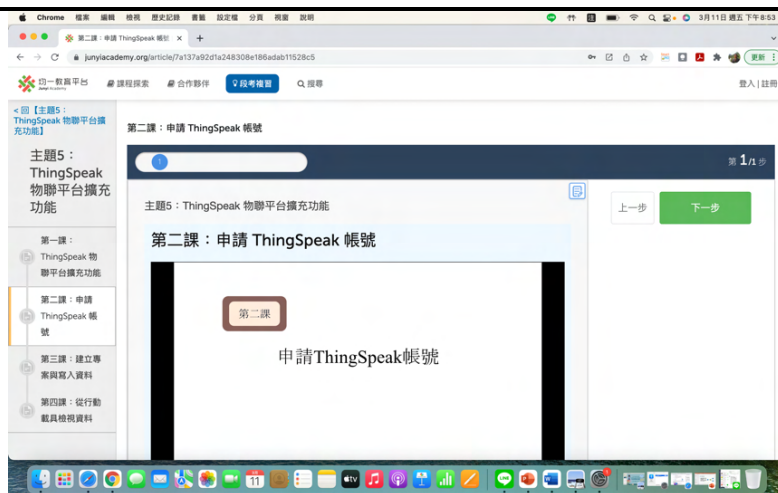 Chrome 檔案 編輯 檢視 歷史記錄 書籤 設定檔 分頁 視窗 說明
3月11日 週五 下午8:53
第二課：申請 ThingSpeak 帳號
junyiacademy.org/article/7a137a92d1a248308e186adab11528c5
更新
均一教育平台
Junyi Academy
課程探索
合作夥伴
段考複習
搜尋
登入 | 註冊
< 回【主題5：
ThingSpeak 物聯平台擴
充功能】
第二課：申請 ThingSpeak 帳號
主題5：
ThingSpeak
物聯平台擴充
功能
1
第 1/1 步
主題5：ThingSpeak 物聯平台擴充功能
上一步
下一步
第二課：申請 ThingSpeak 帳號
第一課：
ThingSpeak 物
聯平台擴充功能
第二課：申請
ThingSpeak 帳
號
第三課：建立專
案與寫入資料
第四課：從行動
載具檢視資料
第二課
申請ThingSpeak帳號
11
tv